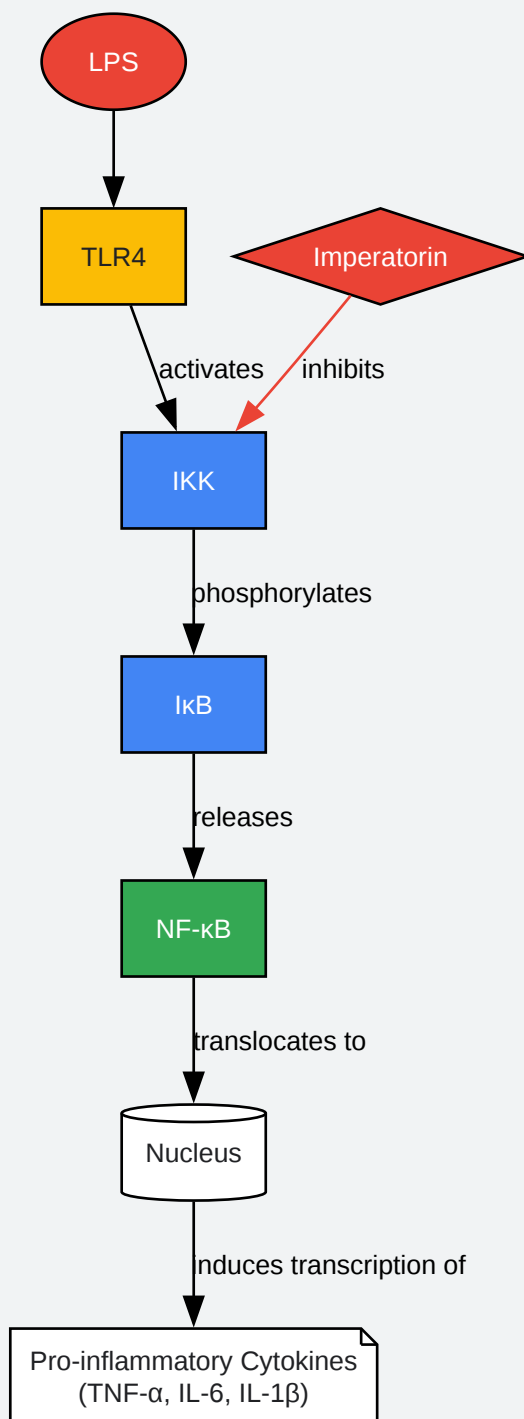 LPS
TLR4
Imperatorin
activates
inhibits
IKK
phosphorylates
IκB
releases
NF-κB
translocates to
Nucleus
induces transcription of
Pro-inflammatory Cytokines
(TNF-α, IL-6, IL-1β)